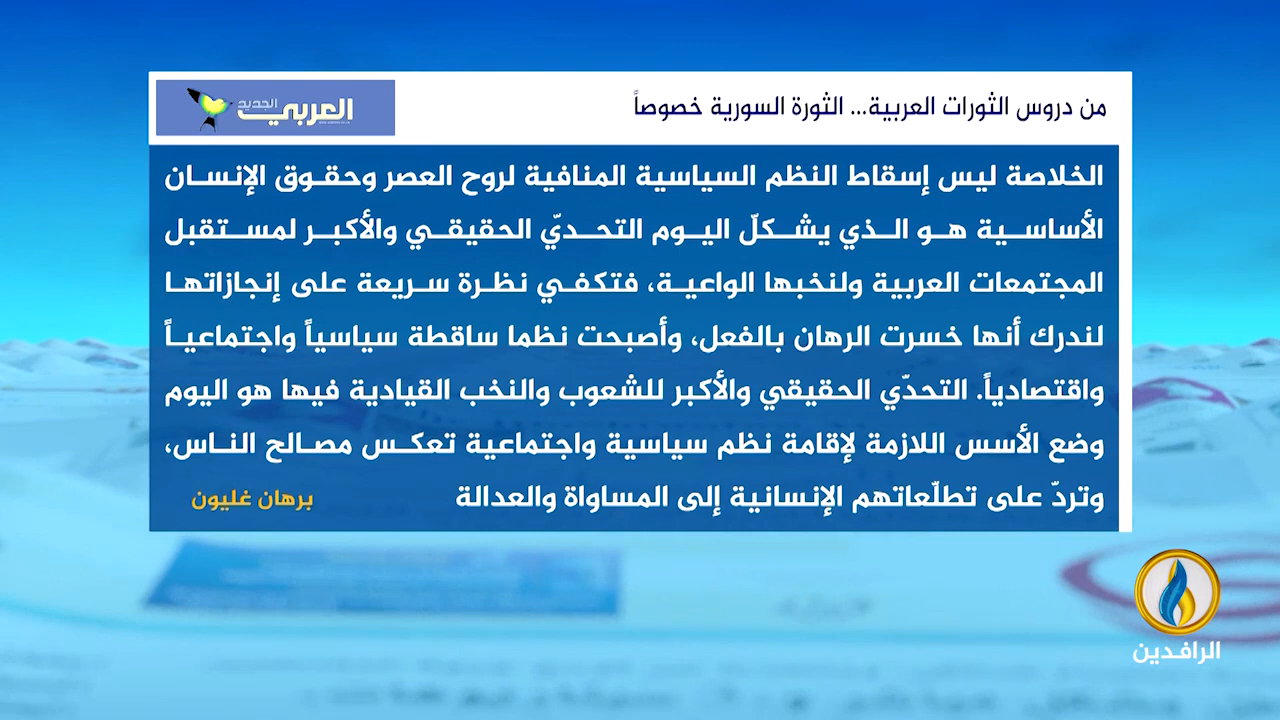 من دروس الثورات العربية... الثورة السورية خصوصاً
العربي الجديد
الخلاصة ليس إسقاط النظم السياسية المنافية لروح العصر وحقوق الإنسان
الأساسية هو الذي يشكلّ اليوم التحديّ الحقيقي والأكبر لمستقبل
المجتمعات العربية ولنخبها الواعية، فتكفي نظرة سريعة على إنجازاتها
لندرك أنها خسرت الرهان بالفعل، وأصبحت نظما ساقطة سياسياً واجتماعياً
واقتصادياً. التحدّي الحقيقي والأكبر للشعوب والنخب القيادية فيها هو اليوم
وضع الأسس اللازمة لإقامة نظم سياسية واجتماعية تعكس مصالح الناس،
وتردّ على تطلّعاتهم الإنسانية إلى المساواة والعدالة
برهان غليون
الرافدين